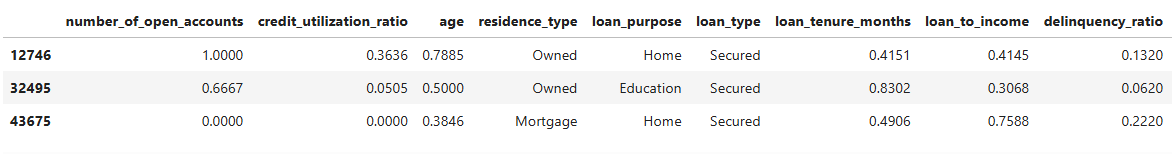 number_of_open_accounts credit_utilization_ratio age residence_type loan_purpose loan_type loan_tenure_months loan_to_income delinquency_ratio
12746 1.0000 0.3636 0.7885 Owned Home Secured 0.4151 0.4145 0.1320
32495 0.6667 0.0505 0.5000 Owned Education Secured 0.8302 0.3068 0.0620
43675 0.0000 0.0000 0.3846 Mortgage Home Secured 0.4906 0.7588 0.2220